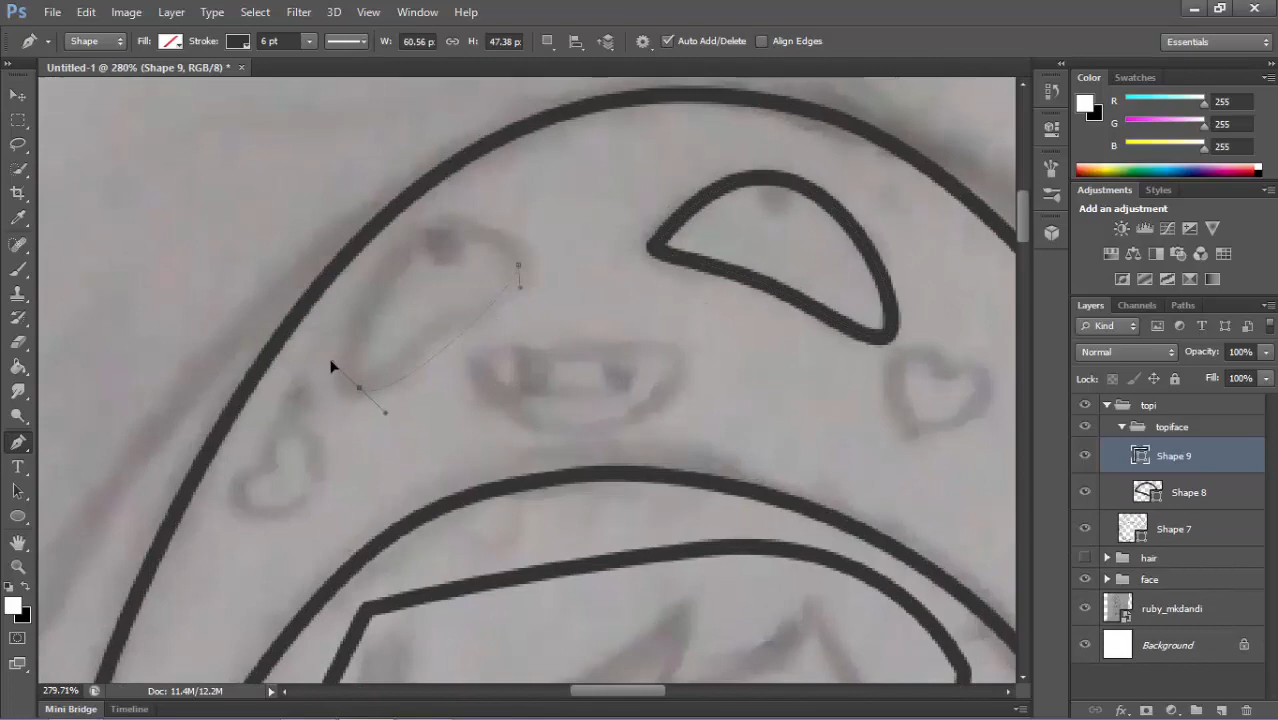 Ps File Edit Image Layer Type Select Filter 3D View Window Help
Shape Fill: Stroke: 6 pt W: 60.56 p: H: 47.38 p: Auto Add/Delete Align Edges Essentials
Untitled-1 @ 280% (Shape 9, RGB/8) * ×
Color Swatches
R 255
G 255
B 255
Adjustments Styles
Add an adjustment
Layers Channels Paths
Kind
Normal Opacity: 100%
Lock: Fill: 100%
topi
topiface
Shape 9
Shape 8
Shape 7
hair
face
ruby_mkdandi
Background
279.71% Doc: 11.4M/12.2M
Mini Bridge Timeline